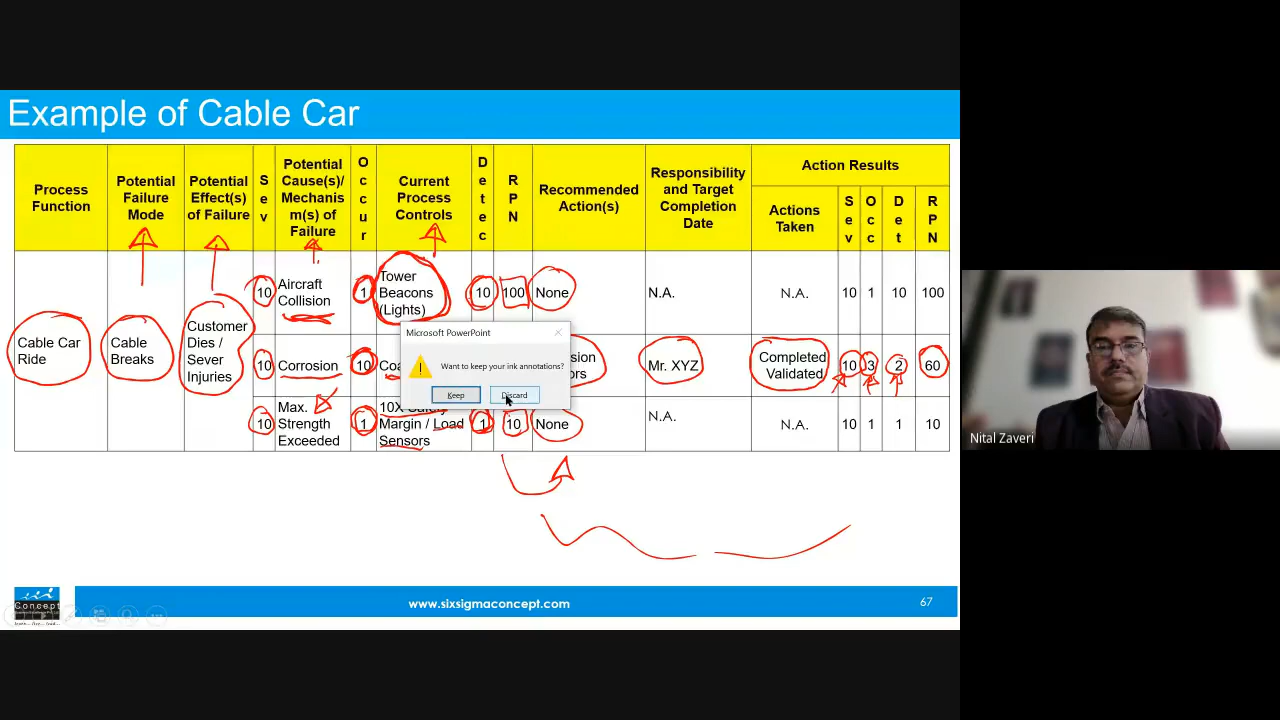 Example of Cable Car
Process
Function
Potential
Failure
Mode
Potential
Effect(s)
of Failure
S
e
v
Potential
Cause(s)/
Mechanis
m(s) of
Failure
O
c
c
u
r
Current
Process
Controls
D
e
t
e
c
R
P
N
Recommended
Action(s)
Responsibility
and Target
Completion
Date
Action Results
Actions
Taken
S
e
v
O
c
c
D
e
t
R
P
N
Cable Car
Ride
Cable
Breaks
Customer
Dies /
Sever
Injuries
10
Aircraft
Collision
1
Tower
Beacons
(Lights)
10
100
None
N.A.
N.A.
10
1
10
100
10
Corrosion
10
Mr. XYZ
Completed
Validated
10
3
2
60
10
Max.
Strength
Exceeded
1
10X Safety
Margin / Load
Sensors
1
10
None
N.A.
N.A.
10
1
1
10
Microsoft PowerPoint
Want to keep your ink annotations?
Keep
Discard
Concept
www.sixsigmaconcept.com
67
Nital Zaveri